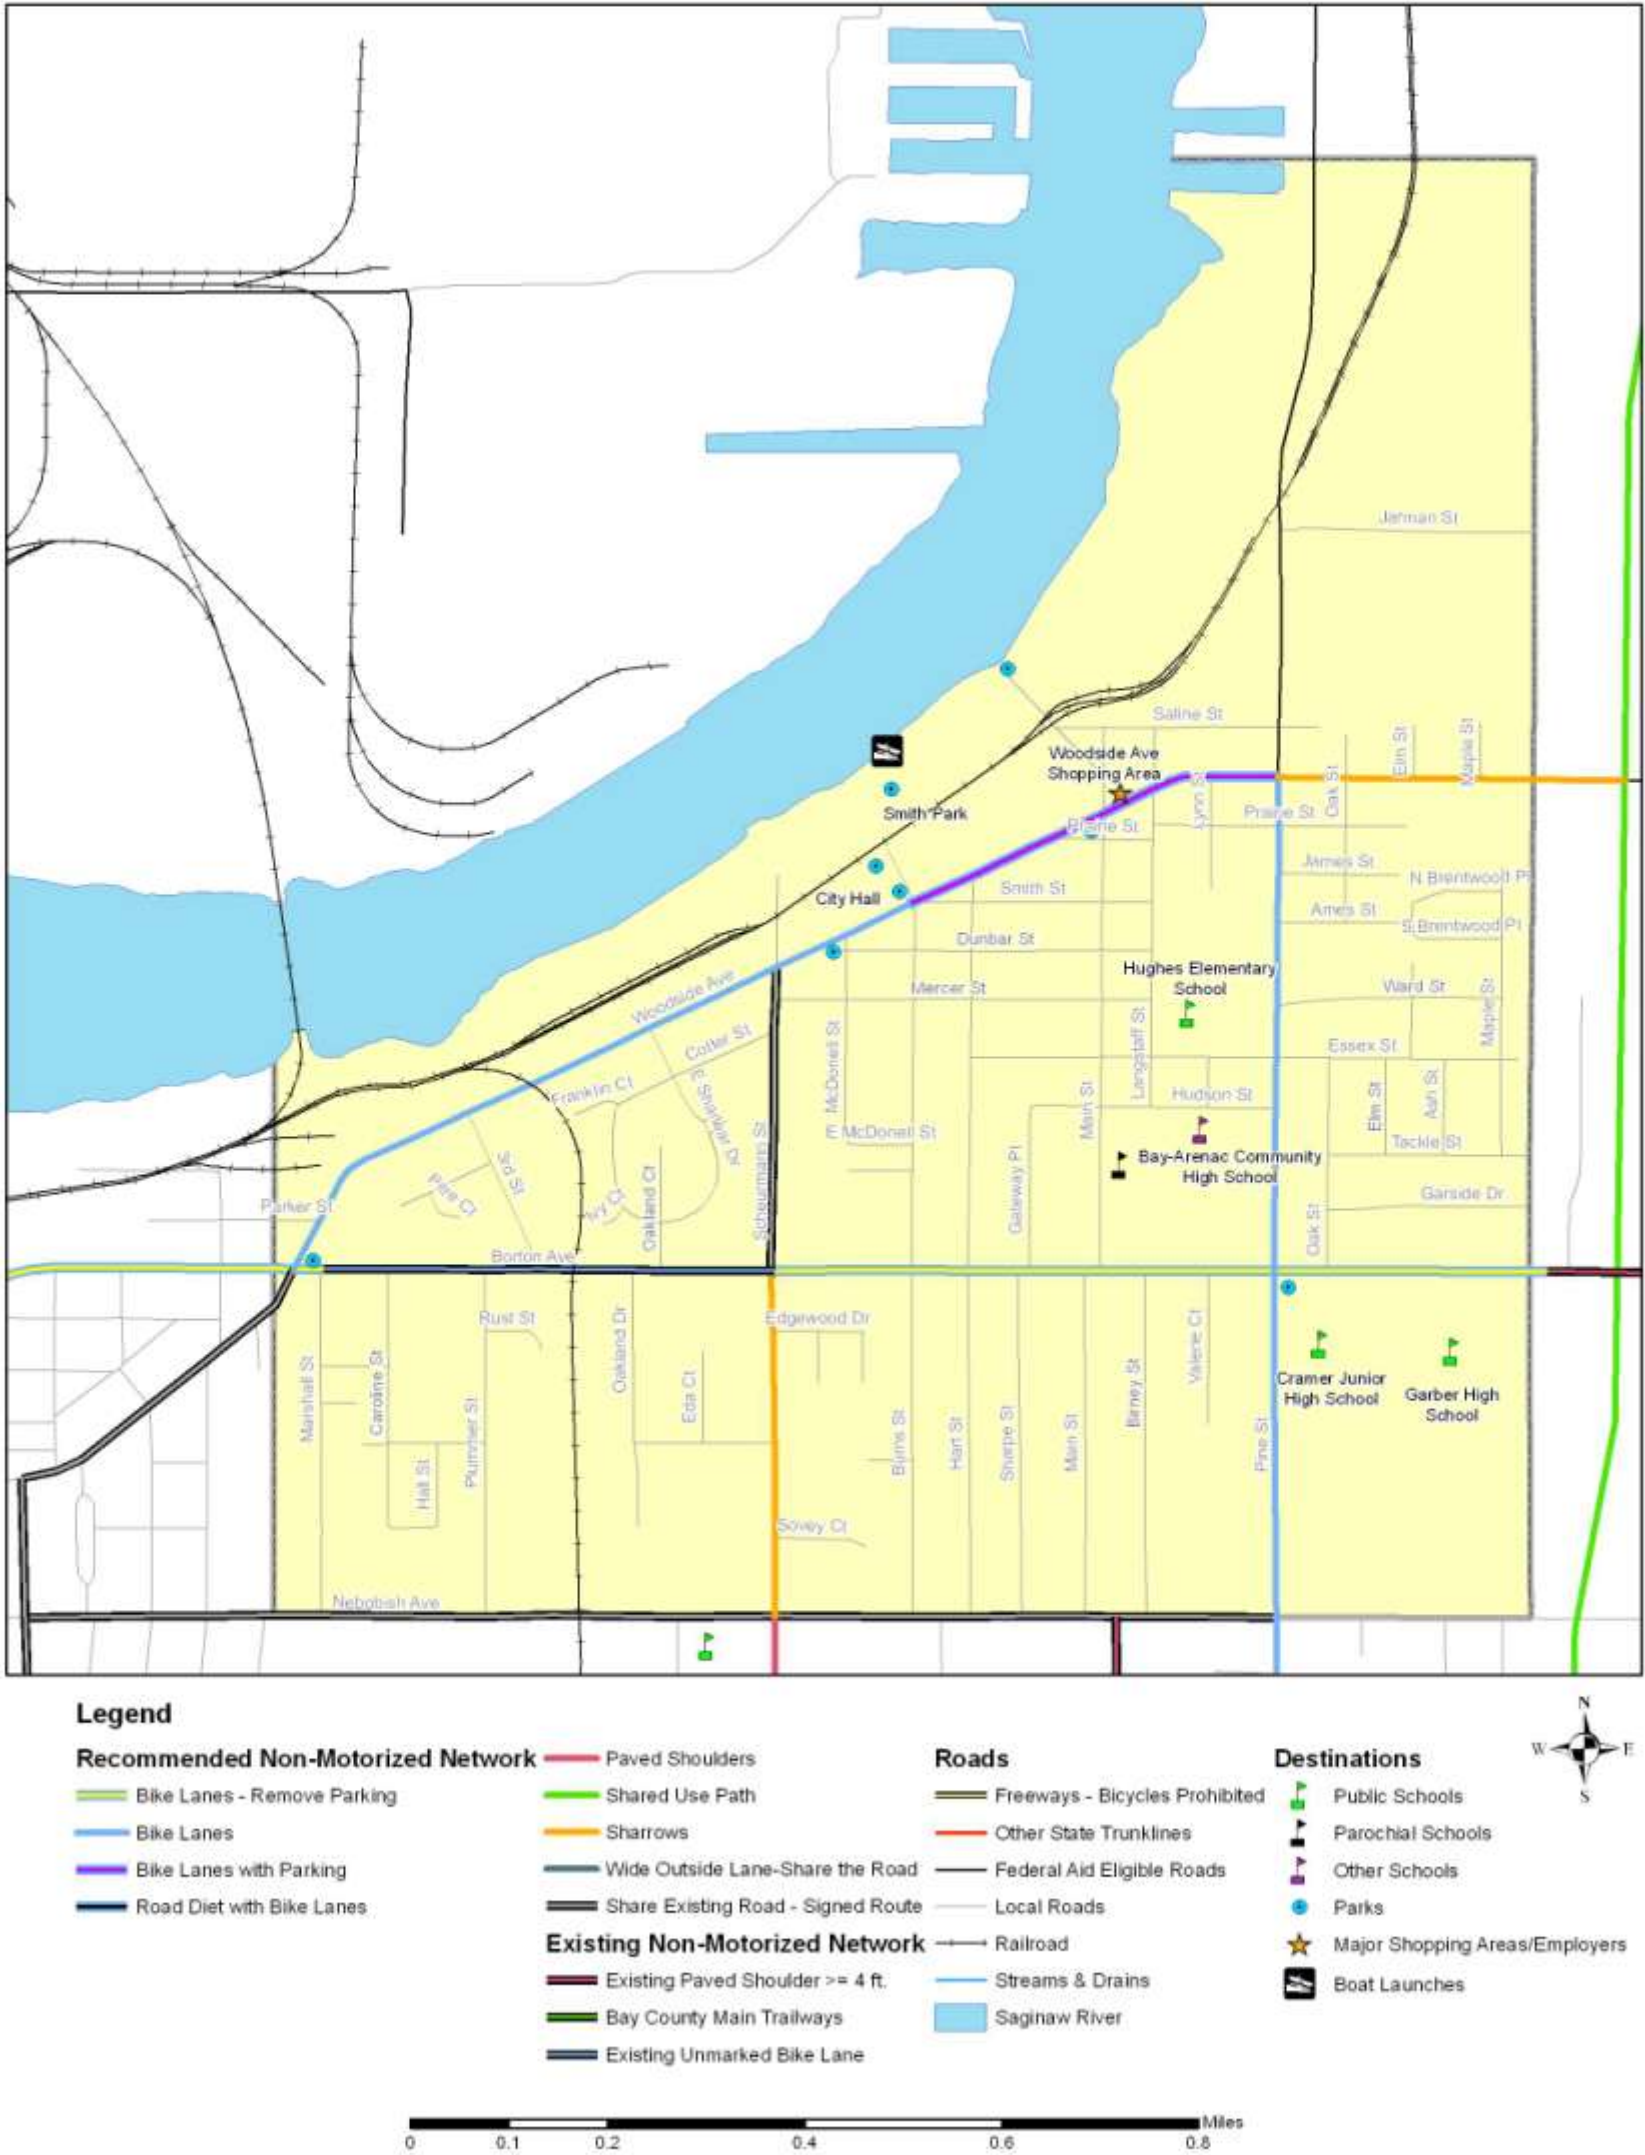 Jahman St
Saline St
Elm St
Maple St
Woodside Ave
Shopping Area
Lynn St
Oak St
Smith Park
Prairie St
Prairie St
James St
N Brentwood Pl
City Hall
Smith St
Ames St
S Brentwood Pl
Dunbar St
Hughes Elementary
School
Woodside Ave
Mercer St
Ward St
Maple St
Cotter St
McDonell St
Langstaff St
Essex St
Franklin Ct
E Sharwar Dr
Main St
Hudson St
Elm St
Ash St
Scheurmann St
E McDonell St
Tackle St
3rd St
Pere Ct
Gateway Pl
Bay-Arenac Community
High School
Parker St
Ivy Ct
Oakland Ct
Garside Dr
Oak St
Borton Ave
Rust St
Oakland Dr
Edgewood Dr
Valerie Ct
Marshall St
Caroline St
Eda Ct
Birney St
Cramer Junior
High School
Garber High
School
Hall St
Plummer St
Burns St
Hart St
Sharpe St
Main St
Pine St
Sovey Ct
Nebobish Ave
Legend
N
W
E
S
Recommended Non-Motorized Network
Bike Lanes - Remove Parking
Bike Lanes
Bike Lanes with Parking
Road Diet with Bike Lanes
Paved Shoulders
Shared Use Path
Sharrows
Wide Outside Lane-Share the Road
Share Existing Road - Signed Route
Existing Non-Motorized Network
Existing Paved Shoulder >= 4 ft.
Bay County Main Trailways
Existing Unmarked Bike Lane
Roads
Freeways - Bicycles Prohibited
Other State Trunklines
Federal Aid Eligible Roads
Local Roads
Railroad
Streams & Drains
Saginaw River
Destinations
Public Schools
Parochial Schools
Other Schools
Parks
Major Shopping Areas/Employers
Boat Launches
Miles
0 0.1 0.2 0.4 0.6 0.8